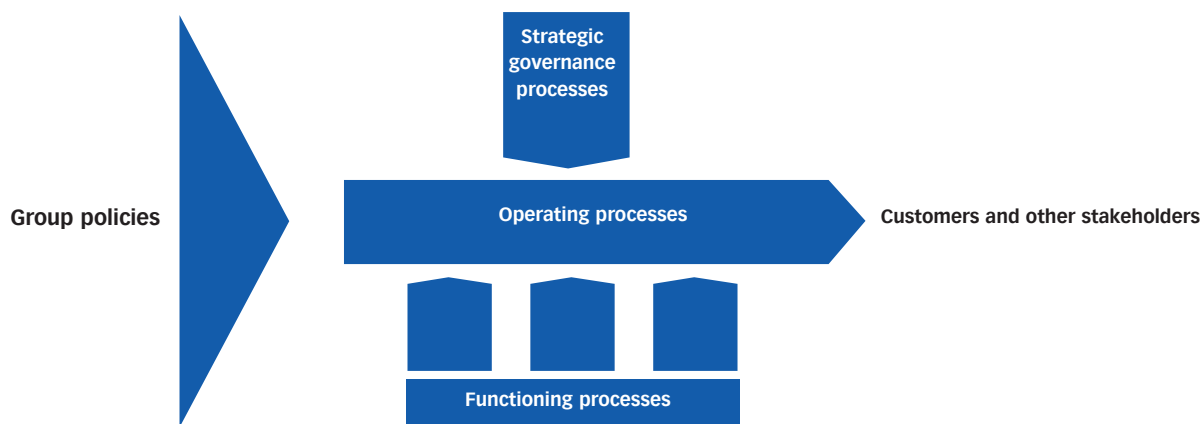 Strategic
governance
processes
Group policies
Operating processes
Customers and other stakeholders
Functioning processes